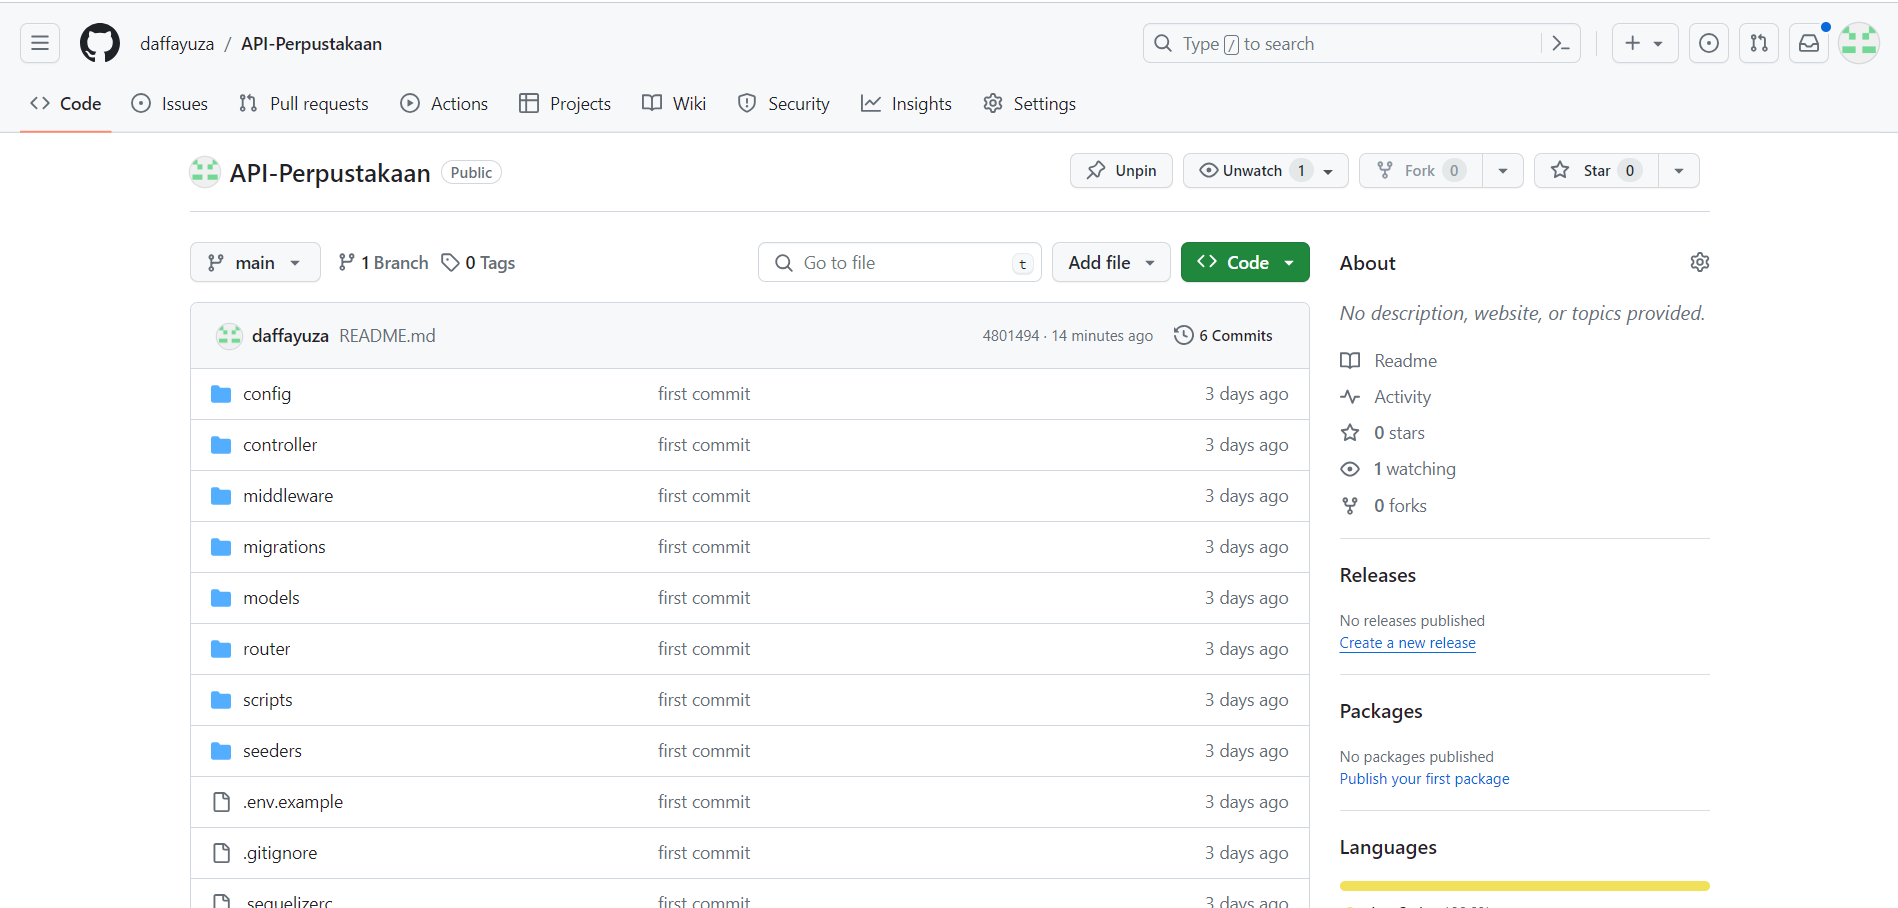 daffayuza / API-Perpustakaan
Type / to search
Code Issues Pull requests Actions Projects Wiki Security Insights Settings
API-Perpustakaan Public
Unpin Unwatch 1 Fork 0 Star 0
main 1 Branch 0 Tags
Go to file t Add file Code
daffayuza README.md 4801494 · 14 minutes ago 6 Commits
config first commit 3 days ago
controller first commit 3 days ago
middleware first commit 3 days ago
migrations first commit 3 days ago
models first commit 3 days ago
router first commit 3 days ago
scripts first commit 3 days ago
seeders first commit 3 days ago
.env.example first commit 3 days ago
.gitignore first commit 3 days ago
.sequelizerc first commit 3 days ago
About
No description, website, or topics provided.
Readme
Activity
0 stars
1 watching
0 forks
Releases
No releases published
Create a new release
Packages
No packages published
Publish your first package
Languages